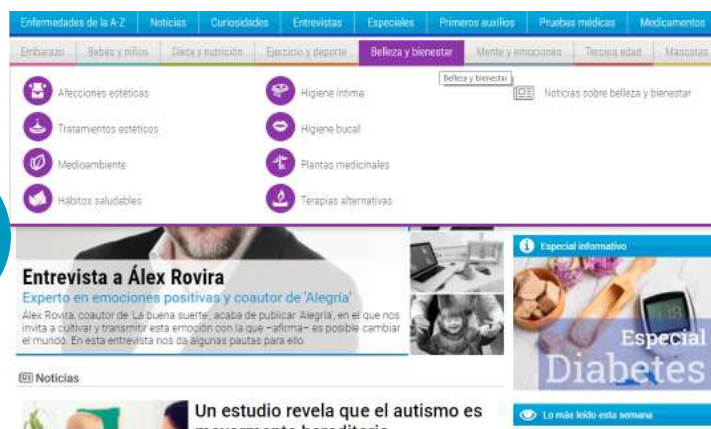 Enfermedades de la A-Z Noticias Curiosidades Entrevistas Especiales Primeros auxilios Pruebas médicas Medicamentos
Embarazo Bebés y niños Dieta y nutrición Ejercicio y deporte Belleza y bienestar Mente y emociones Tercera edad Mascotas
Belleza y bienestar
Afecciones estéticas
Higiene íntima
Noticias sobre belleza y bienestar
Tratamientos estéticos
Higiene bucal
Medioambiente
Plantas medicinales
Hábitos saludables
Terapias alternativas
Entrevista a Álex Rovira
Experto en emociones positivas y coautor de 'Alegría'
Álex Rovira, coautor de 'La buena suerte', acaba de publicar 'Alegría', en el que nos
invita a cultivar y transmitir esta emoción con la que –afirma– es posible cambiar
el mundo. En esta entrevista nos da algunas pautas para ello.
Noticias
Un estudio revela que el autismo es
mayormente hereditario
Especial informativo
Especial
Diabetes
Lo más leído esta semana